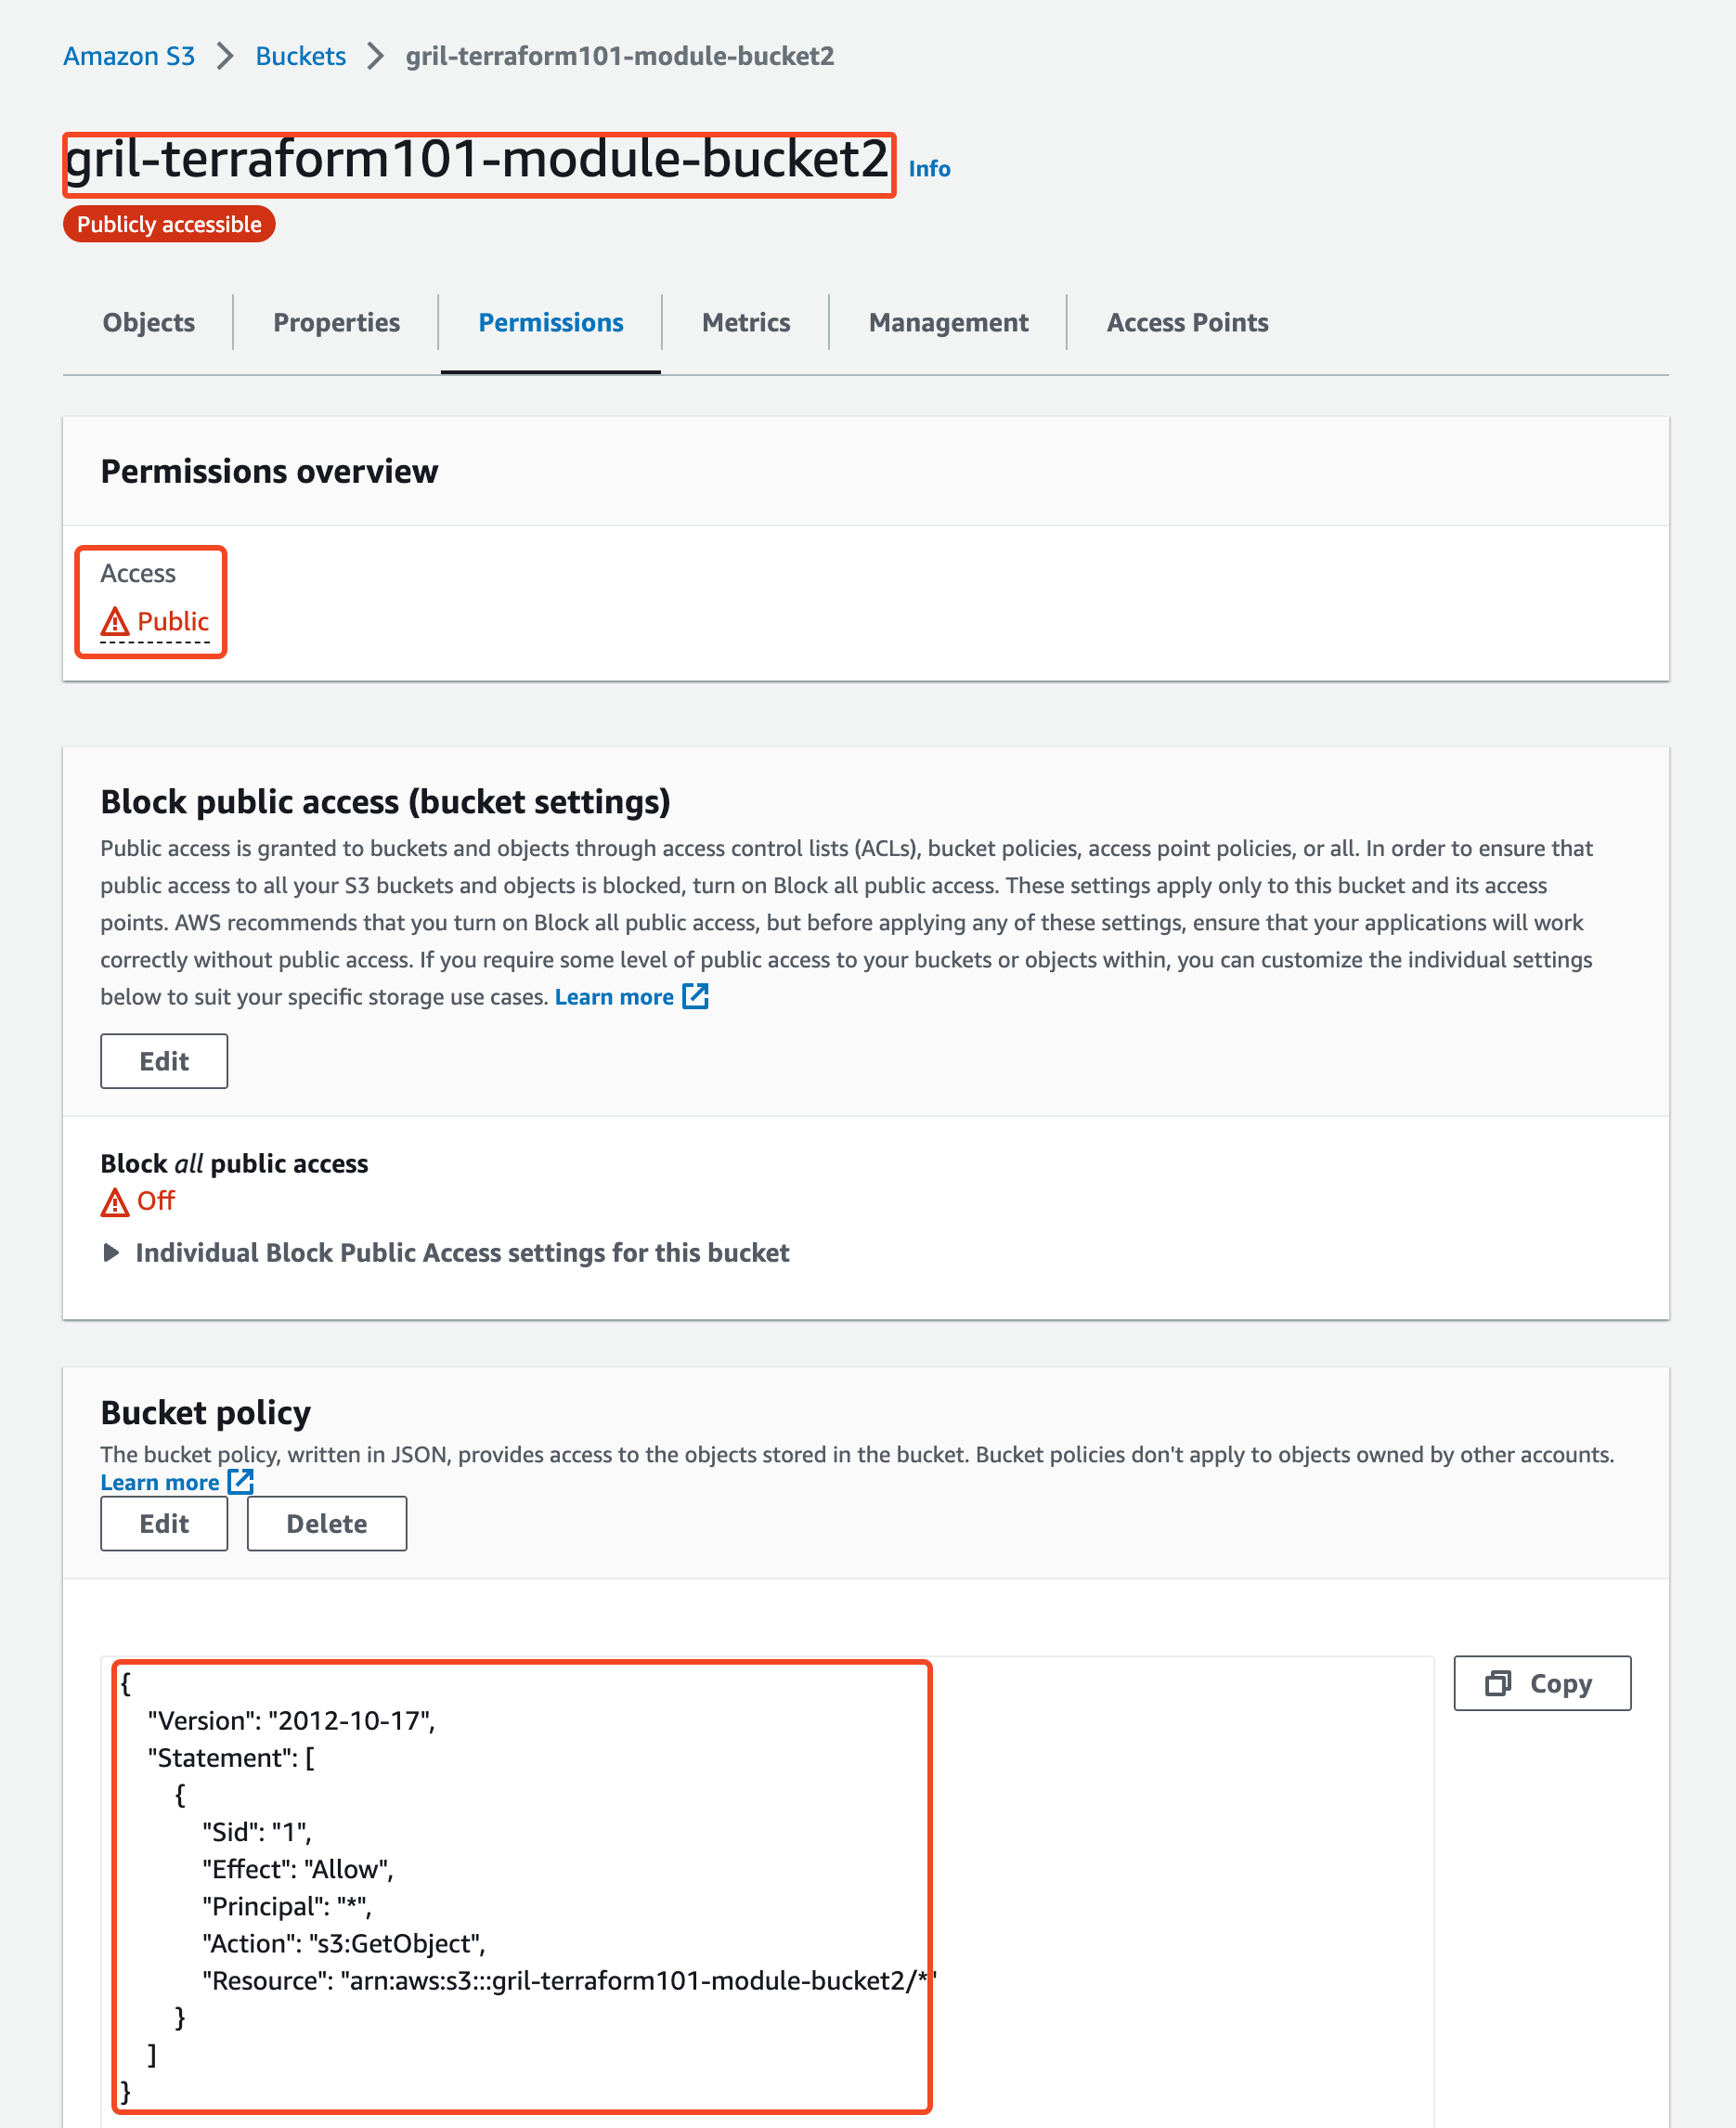 Amazon S3 > Buckets > gril-terraform101-module-bucket2
gril-terraform101-module-bucket2 Info
Publicly accessible
Objects Properties Permissions Metrics Management Access Points
Permissions overview
Access
Public
Block public access (bucket settings)
Public access is granted to buckets and objects through access control lists (ACLs), bucket policies, access point policies, or all. In order to ensure that
public access to all your S3 buckets and objects is blocked, turn on Block all public access. These settings apply only to this bucket and its access
points. AWS recommends that you turn on Block all public access, but before applying any of these settings, ensure that your applications will work
correctly without public access. If you require some level of public access to your buckets or objects within, you can customize the individual settings
below to suit your specific storage use cases. Learn more
Edit
Block all public access
Off
Individual Block Public Access settings for this bucket
Bucket policy
The bucket policy, written in JSON, provides access to the objects stored in the bucket. Bucket policies don't apply to objects owned by other accounts.
Learn more
Edit Delete
Copy
{
"Version": "2012-10-17",
"Statement": [
{
"Sid": "1",
"Effect": "Allow",
"Principal": "*",
"Action": "s3:GetObject",
"Resource": "arn:aws:s3:::gril-terraform101-module-bucket2/*"
}
]
}